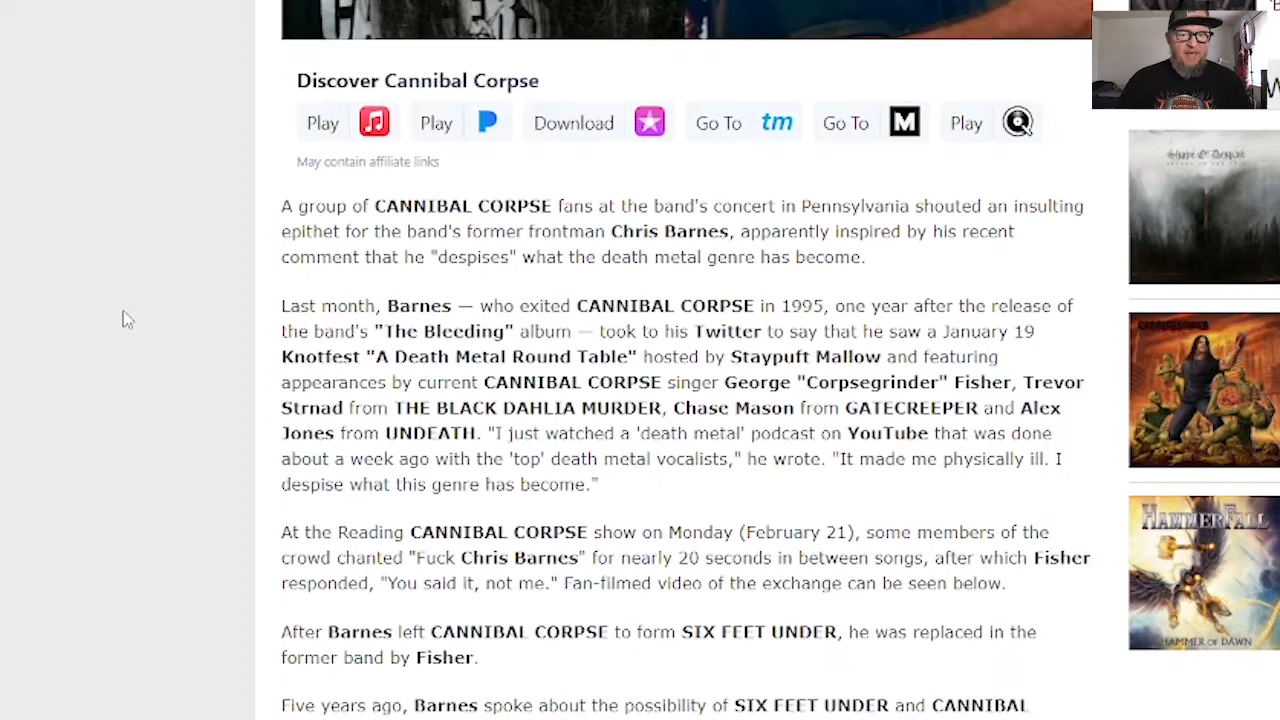 Discover Cannibal Corpse
Play Play Download Go To tm Go To M Play
May contain affiliate links
A group of CANNIBAL CORPSE fans at the band's concert in Pennsylvania shouted an insulting
epithet for the band's former frontman Chris Barnes, apparently inspired by his recent
comment that he "despises" what the death metal genre has become.
Last month, Barnes — who exited CANNIBAL CORPSE in 1995, one year after the release of
the band's "The Bleeding" album — took to his Twitter to say that he saw a January 19
Knotfest "A Death Metal Round Table" hosted by Staypuft Mallow and featuring
appearances by current CANNIBAL CORPSE singer George "Corpsegrinder" Fisher, Trevor
Strnad from THE BLACK DAHLIA MURDER, Chase Mason from GATECREEPER and Alex
Jones from UNDEATH. "I just watched a 'death metal' podcast on YouTube that was done
about a week ago with the 'top' death metal vocalists," he wrote. "It made me physically ill. I
despise what this genre has become."
At the Reading CANNIBAL CORPSE show on Monday (February 21), some members of the
crowd chanted "Fuck Chris Barnes" for nearly 20 seconds in between songs, after which Fisher
responded, "You said it, not me." Fan-filmed video of the exchange can be seen below.
After Barnes left CANNIBAL CORPSE to form SIX FEET UNDER, he was replaced in the
former band by Fisher.
Five years ago, Barnes spoke about the possibility of SIX FEET UNDER and CANNIBAL
Shape Of Despair
HAMMERFALL
HAMMER OF DAWN